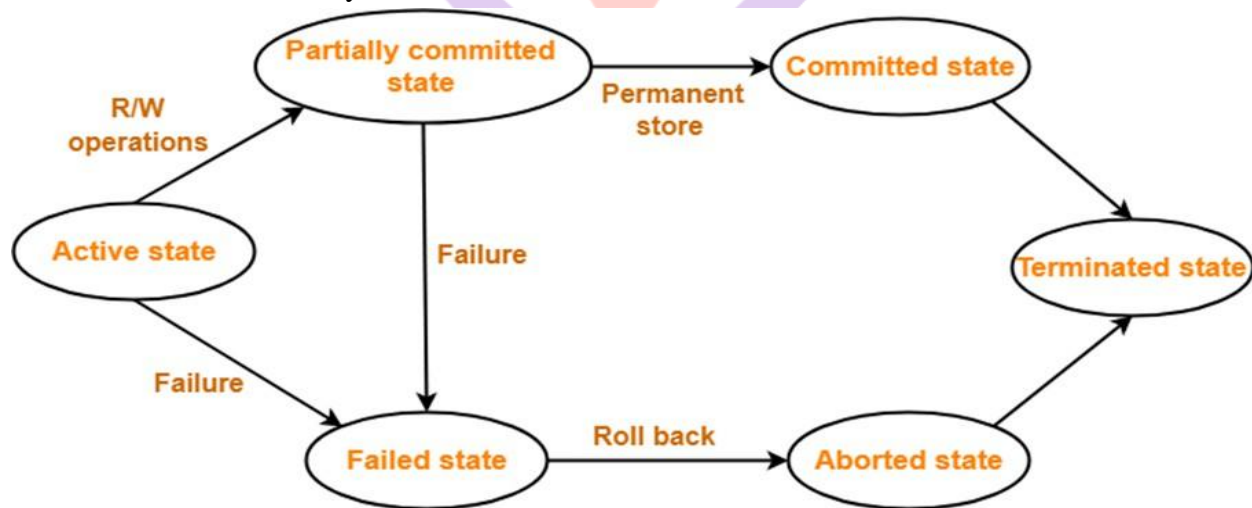 Partially committed
state
Committed state
R/W
operations
Permanent
store
Active state
Failure
Terminated state
Failure
Roll back
Failed state
Aborted state